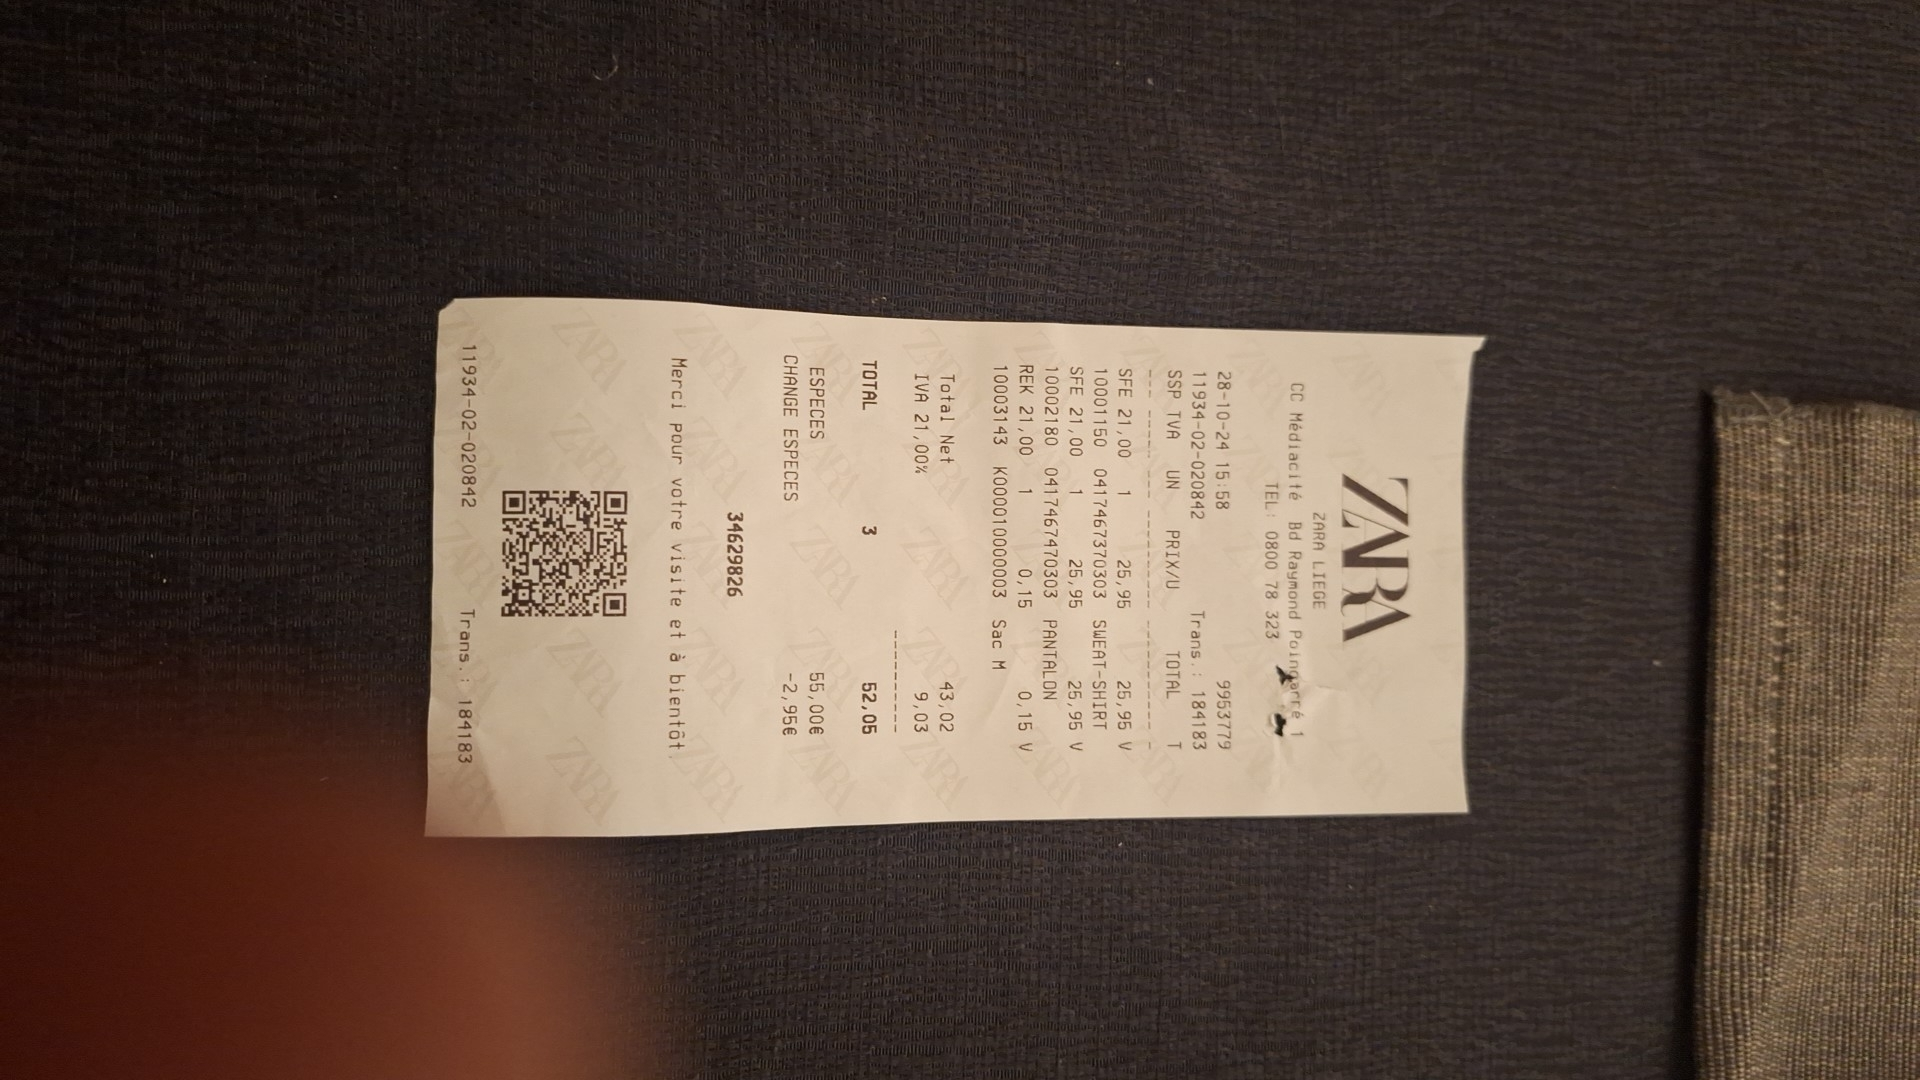 ZARA
ZARA LIEGE
CC Médiacité Bd Raymond Poincarré 1
TEL: 0800 78 323
28-10-24 15:58 9953779
11934-02-020842 Trans.: 184183
SSP TVA UN PRIX/U TOTAL T
--- ----- --- --------- --------- -
SFE 21,00 1 25,95 25,95 V
10001150 0417467370303 SWEAT-SHIRT
SFE 21,00 1 25,95 25,95 V
10002180 0417467470303 PANTALON
REK 21,00 1 0,15 0,15 V
10003143 K0000100000003 Sac M
Total Net 43,02
IVA 21,00% 9,03
---------
TOTAL 3 52,05
ESPECES 55,00€
CHANGE ESPECES -2,95€
34629826
Merci pour votre visite et à bientôt.
11934-02-020842 Trans.: 184183